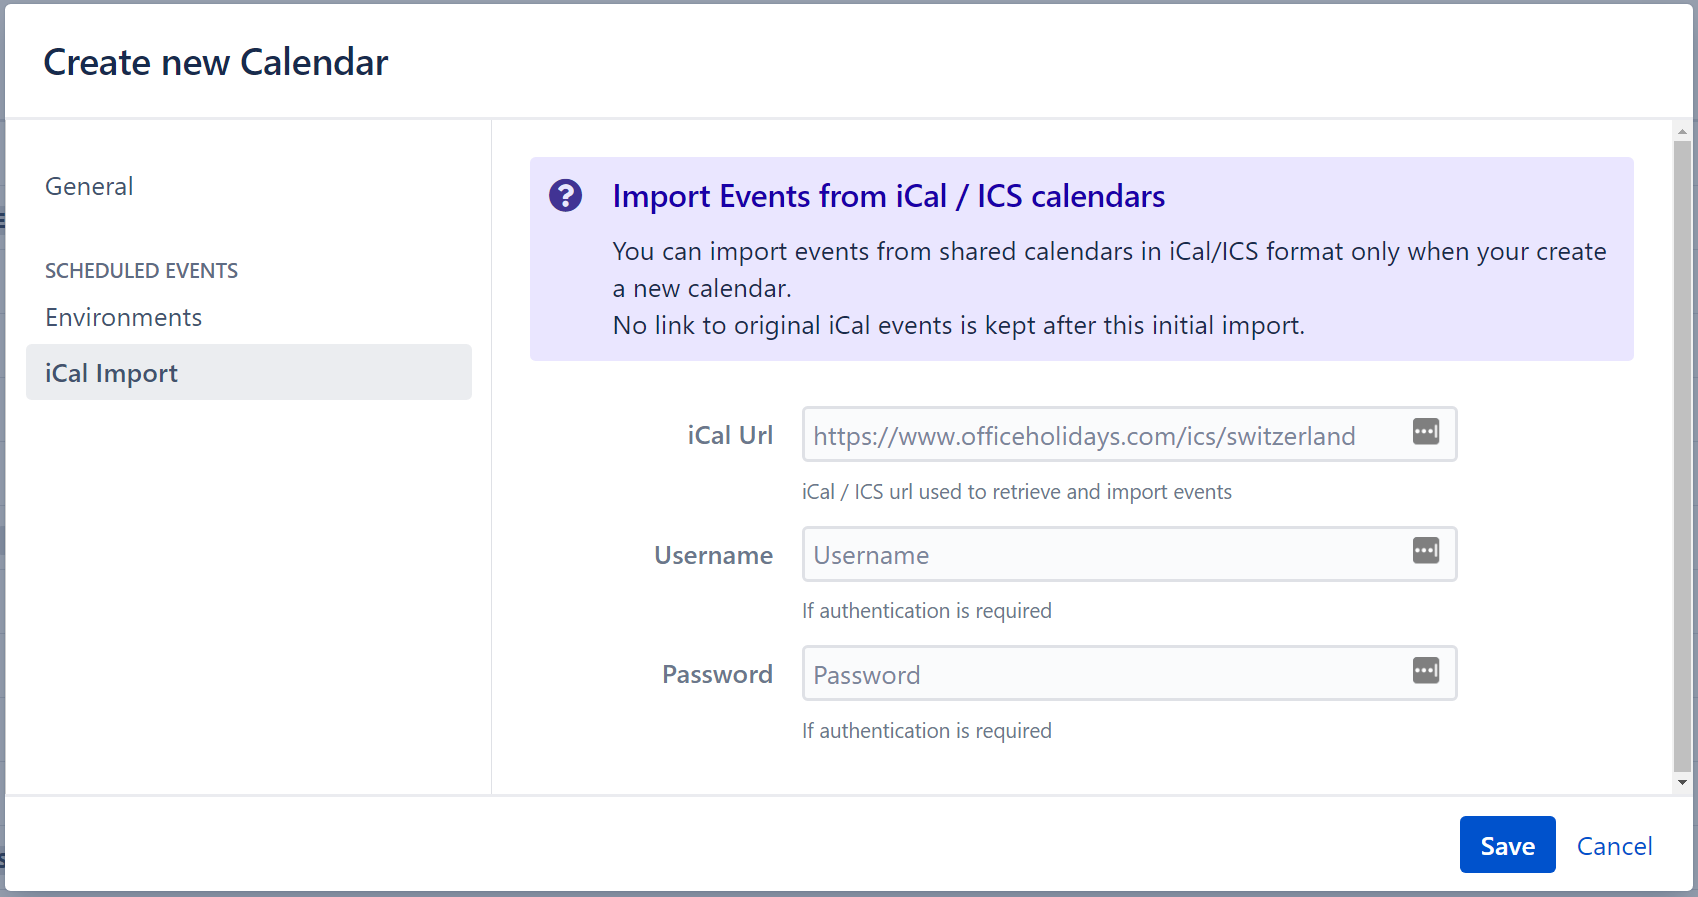 Create new Calendar
General
SCHEDULED EVENTS
Environments
iCal Import
Import Events from iCal / ICS calendars
You can import events from shared calendars in iCal/ICS format only when your create
a new calendar.
No link to original iCal events is kept after this initial import.
iCal Url
https://www.officeholidays.com/ics/switzerland
iCal / ICS url used to retrieve and import events
Username
Username
If authentication is required
Password
Password
If authentication is required
Save
Cancel